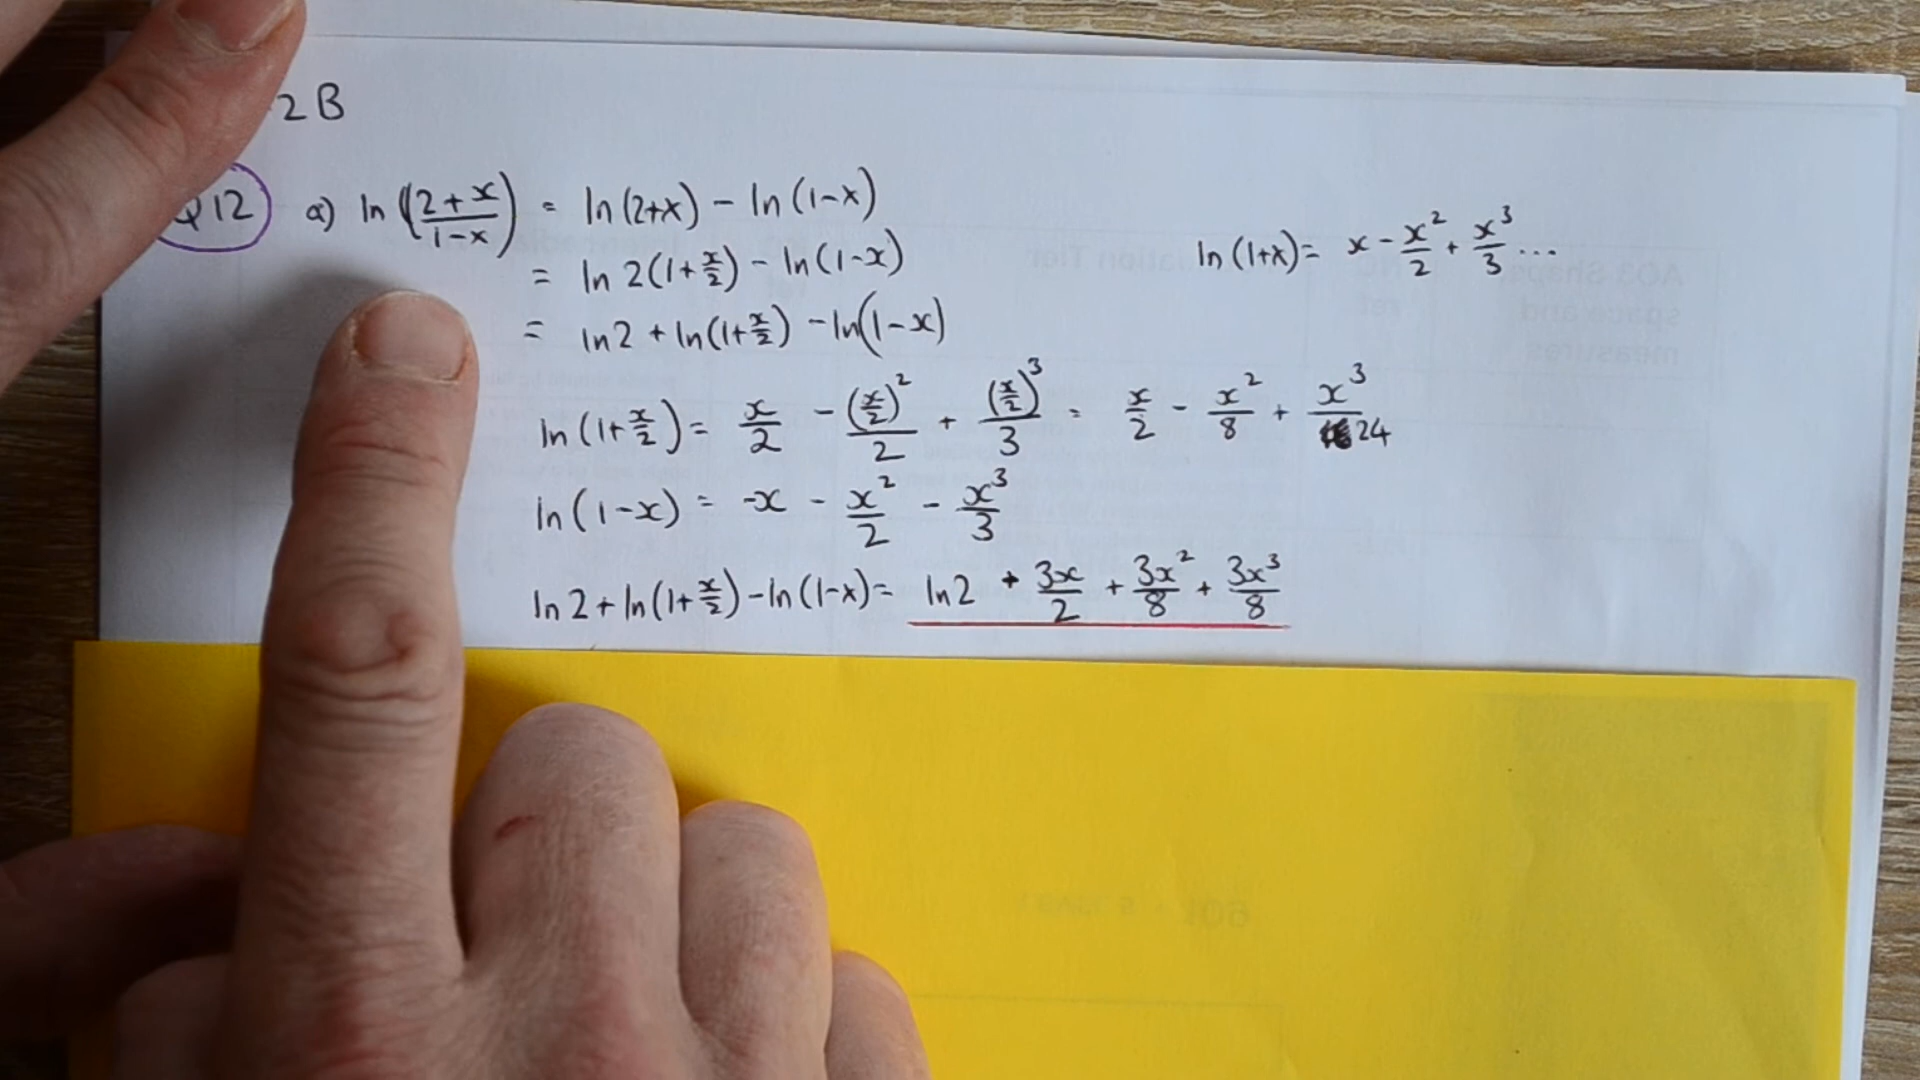 2B
Q12 a) ln((2+x)/(1-x)) = ln(2+x) - ln(1-x)
= ln 2(1+x/2) - ln(1-x)
= ln2 + ln(1+x/2) - ln(1-x)
ln(1+x) = x - x²/2 + x³/3 ...
ln(1+x/2) = x/2 - (x/2)²/2 + (x/2)³/3 = x/2 - x²/8 + x³/24
ln(1-x) = -x - x²/2 - x³/3
ln2 + ln(1+x/2) - ln(1-x) = ln2 + 3x/2 + 3x²/8 + 3x³/8